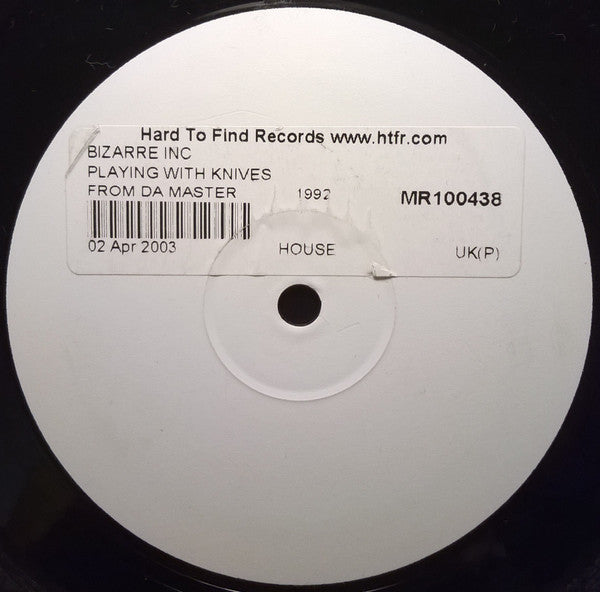 Hard To Find Records www.htfr.com
BIZARRE INC
PLAYING WITH KNIVES
FROM DA MASTER 1992 MR100438
02 Apr 2003 HOUSE UK(P)